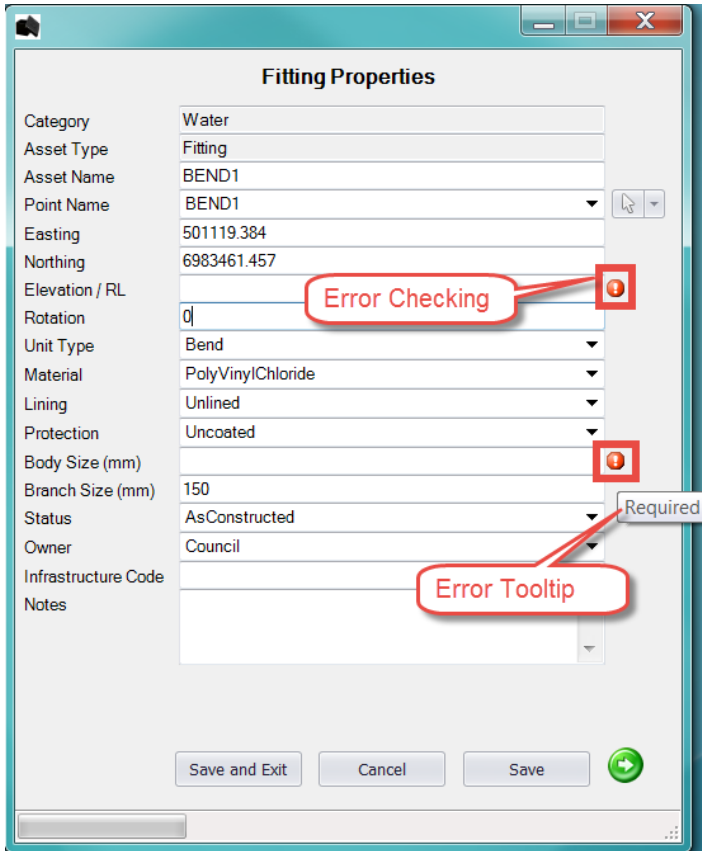 Fitting Properties
Category Water
Asset Type Fitting
Asset Name BEND1
Point Name BEND1
Easting 501119.384
Northing 6983461.457
Elevation / RL
Error Checking
Rotation 0
Unit Type Bend
Material PolyVinylChloride
Lining Unlined
Protection Uncoated
Body Size (mm)
Branch Size (mm) 150
Required
Status AsConstructed
Owner Council
Infrastructure Code
Error Tooltip
Notes
Save and Exit Cancel Save